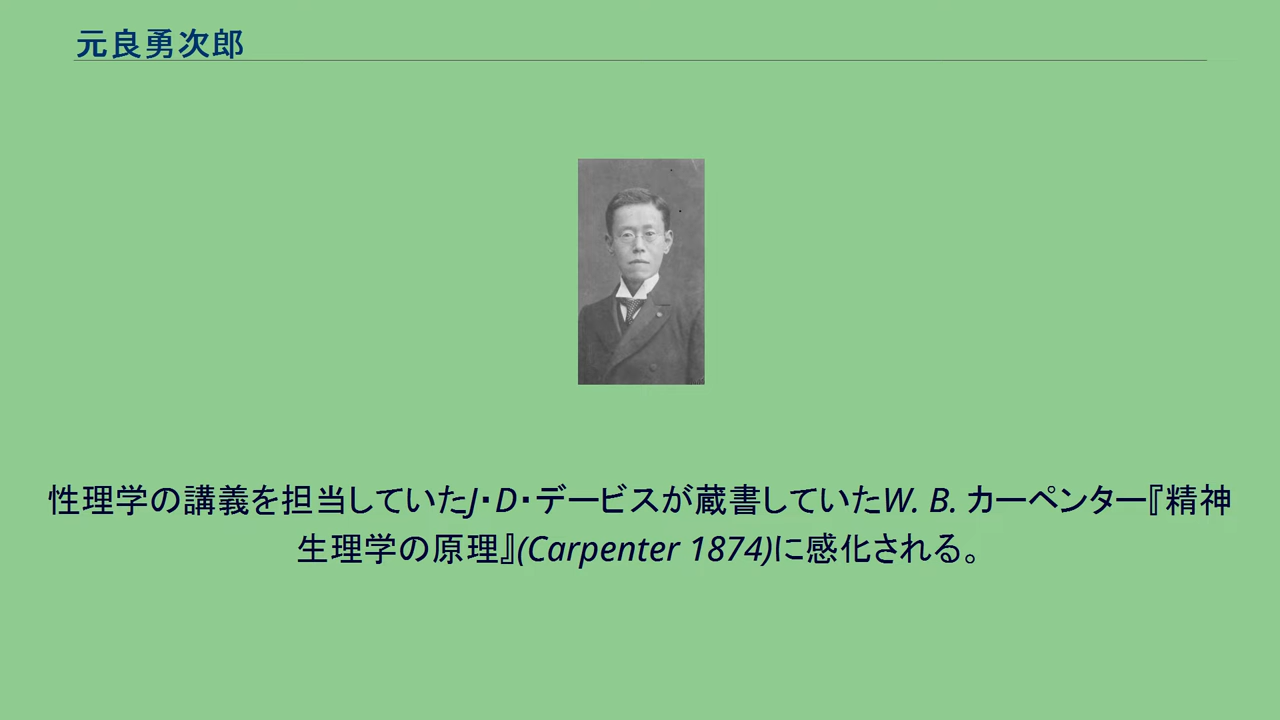 元良勇次郎
性理学の講義を担当していたJ・D・デービスが蔵書していたW. B. カーペンター『精神
生理学の原理』(Carpenter 1874)に感化される。